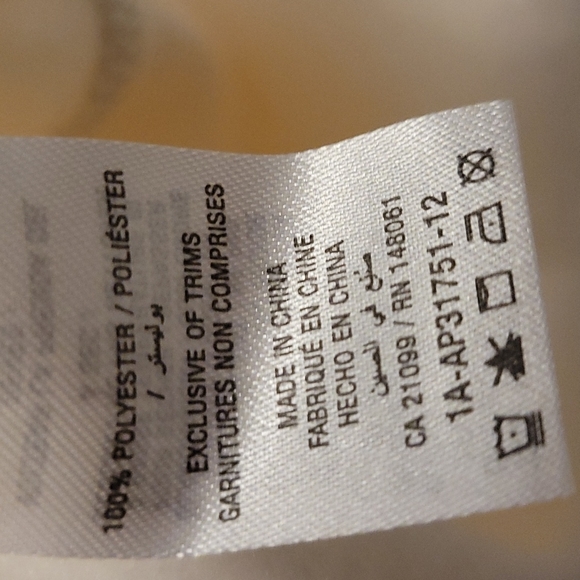 100% POLYESTER / POLIÉSTER
/ بوليستر
EXCLUSIVE OF TRIMS
GARNITURES NON COMPRISES
MADE IN CHINA
FABRIQUÉ EN CHINE
HECHO EN CHINA
صنع في الصين
CA 21099 / RN 148061
1A-AP31751-12